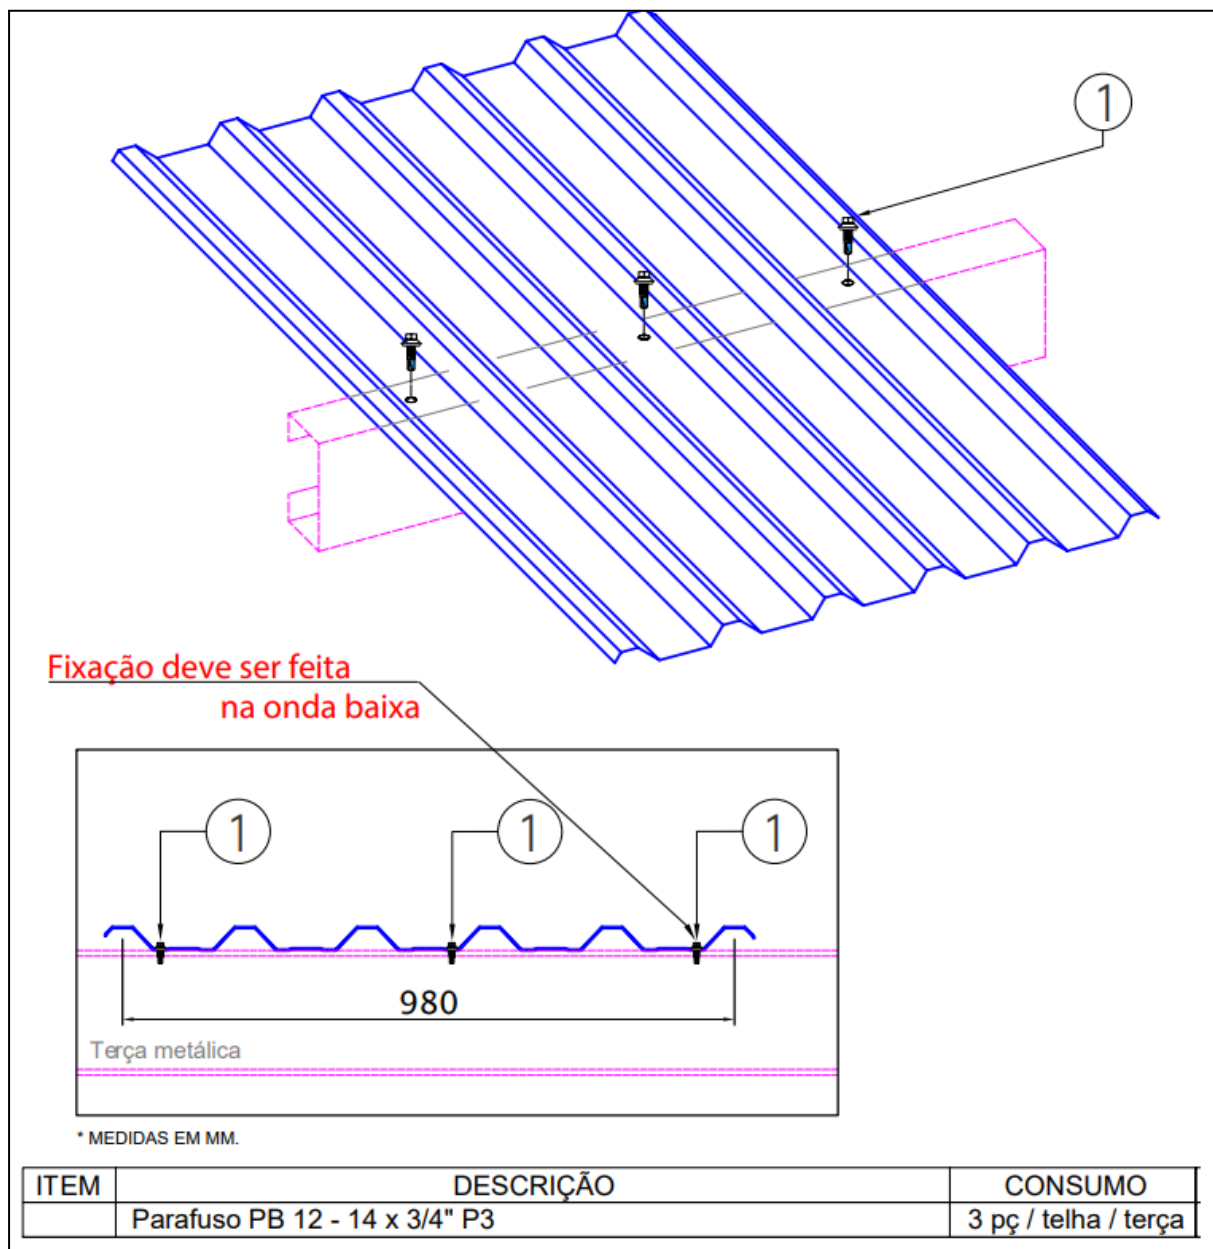 1
Fixação deve ser feita
na onda baixa
1 1 1
980
Terça metálica
* MEDIDAS EM MM.
ITEM DESCRIÇÃO CONSUMO
Parafuso PB 12 - 14 x 3/4" P3 3 pç / telha / terça